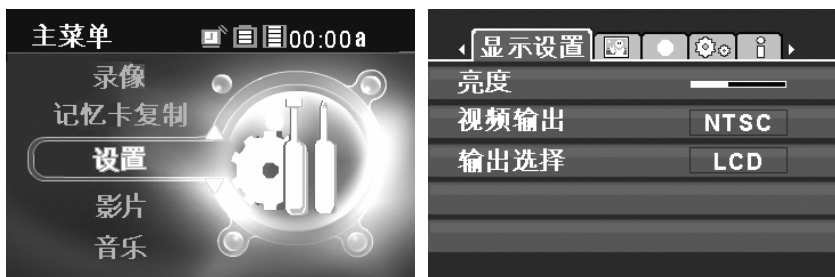 主菜单 00:00a
录像
记忆卡复制
设置
影片
音乐
显示设置
亮度
视频输出 NTSC
输出选择 LCD